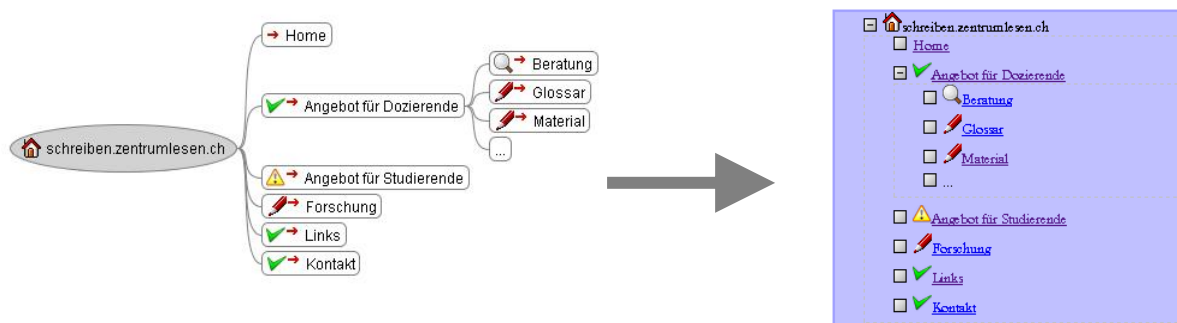 schreiben.zentrumlesen.ch
Home
Angebot für Dozierende
Beratung
Glossar
Material
...
Angebot für Studierende
Forschung
Links
Kontakt
schreiben.zentrumlesen.ch
Home
Angebot für Dozierende
Beratung
Glossar
Material
...
Angebot für Studierende
Forschung
Links
Kontakt